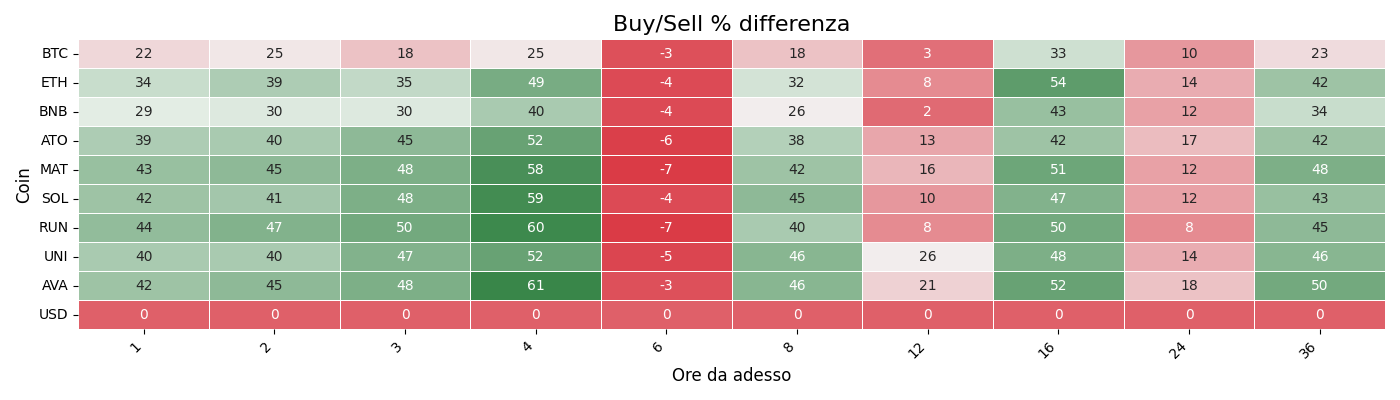 Buy/Sell % differenza
BTC 22 25 18 25 -3 18 3 33 10 23
ETH 34 39 35 49 -4 32 8 54 14 42
BNB 29 30 30 40 -4 26 2 43 12 34
ATO 39 40 45 52 -6 38 13 42 17 42
MAT 43 45 48 58 -7 42 16 51 12 48
SOL 42 41 48 59 -4 45 10 47 12 43
RUN 44 47 50 60 -7 40 8 50 8 45
UNI 40 40 47 52 -5 46 26 48 14 46
AVA 42 45 48 61 -3 46 21 52 18 50
USD 0 0 0 0 0 0 0 0 0 0
Coin
1 2 3 4 6 8 12 16 24 36
Ore da adesso